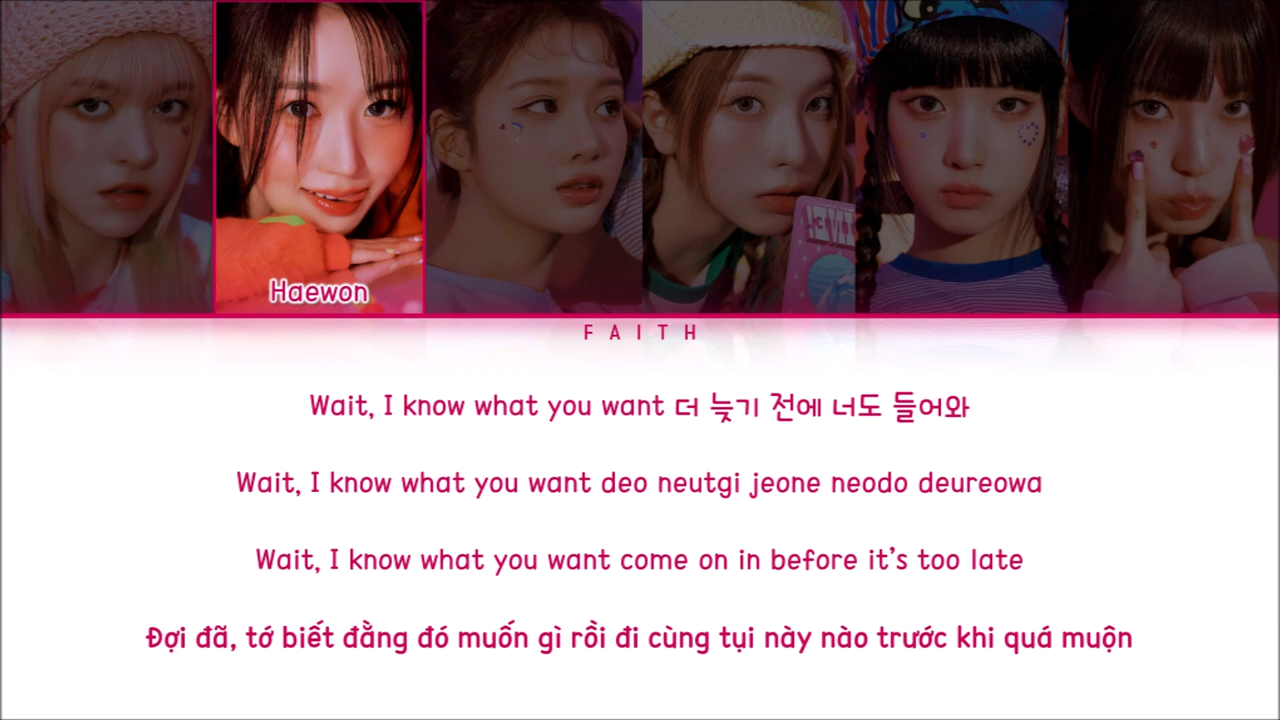 Haewon
FAITH
Wait, I know what you want 더 늦기 전에 너도 들어와
Wait, I know what you want deo neutgi jeone neodo deureowa
Wait, I know what you want come on in before it’s too late
Đợi đã, tớ biết đằng đó muốn gì rồi đi cùng tụi này nào trước khi quá muộn